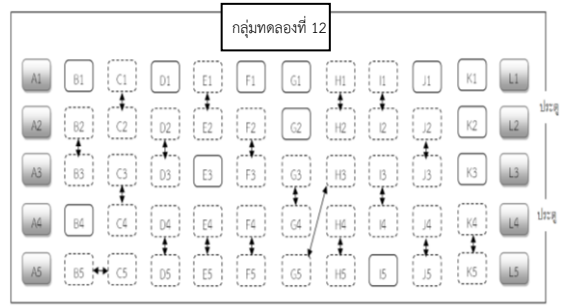 กลุ่มทดลองที่ 12
A1 B1 C1 D1 E1 F1 G1 H1 I1 J1 K1 L1
ประตู
A2 B2 C2 D2 E2 F2 G2 H2 I2 J2 K2 L2
A3 B3 C3 D3 E3 F3 G3 H3 I3 J3 K3 L3
ประตู
A4 B4 C4 D4 E4 F4 G4 H4 I4 J4 K4 L4
A5 B5 C5 D5 E5 F5 G5 H5 I5 J5 K5 L5